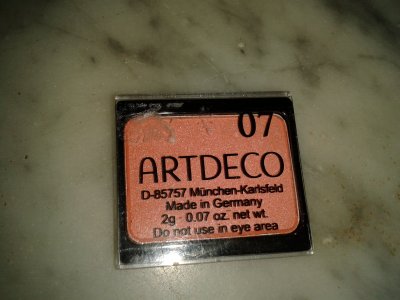 07
ARTDECO
D-85757 München-Karlsfeld
Made in Germany
2g - 0.07 oz. net wt.
Do not use in eye area